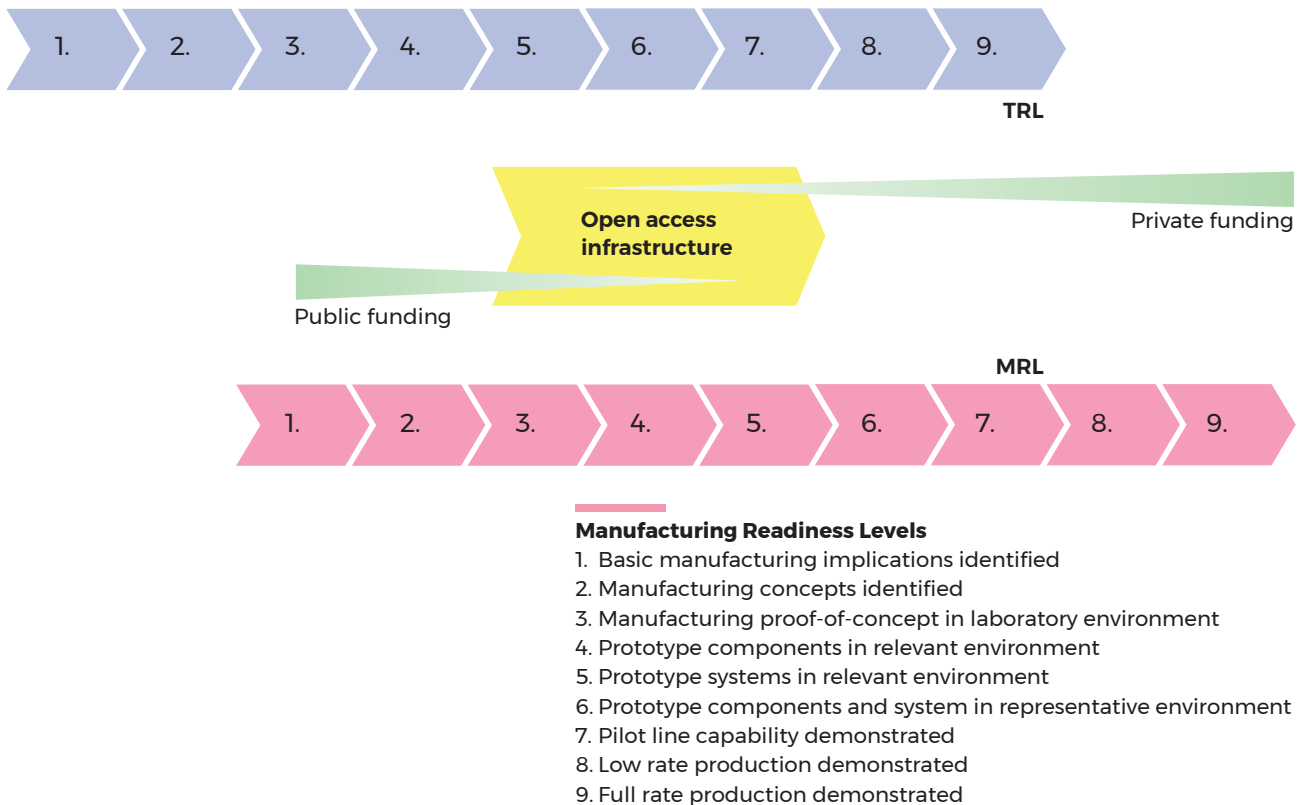 1. 2. 3. 4. 5. 6. 7. 8. 9.
TRL
Open access
infrastructure
Private funding
Public funding
MRL
1. 2. 3. 4. 5. 6. 7. 8. 9.
Manufacturing Readiness Levels
1. Basic manufacturing implications identified
2. Manufacturing concepts identified
3. Manufacturing proof-of-concept in laboratory environment
4. Prototype components in relevant environment
5. Prototype systems in relevant environment
6. Prototype components and system in representative environment
7. Pilot line capability demonstrated
8. Low rate production demonstrated
9. Full rate production demonstrated